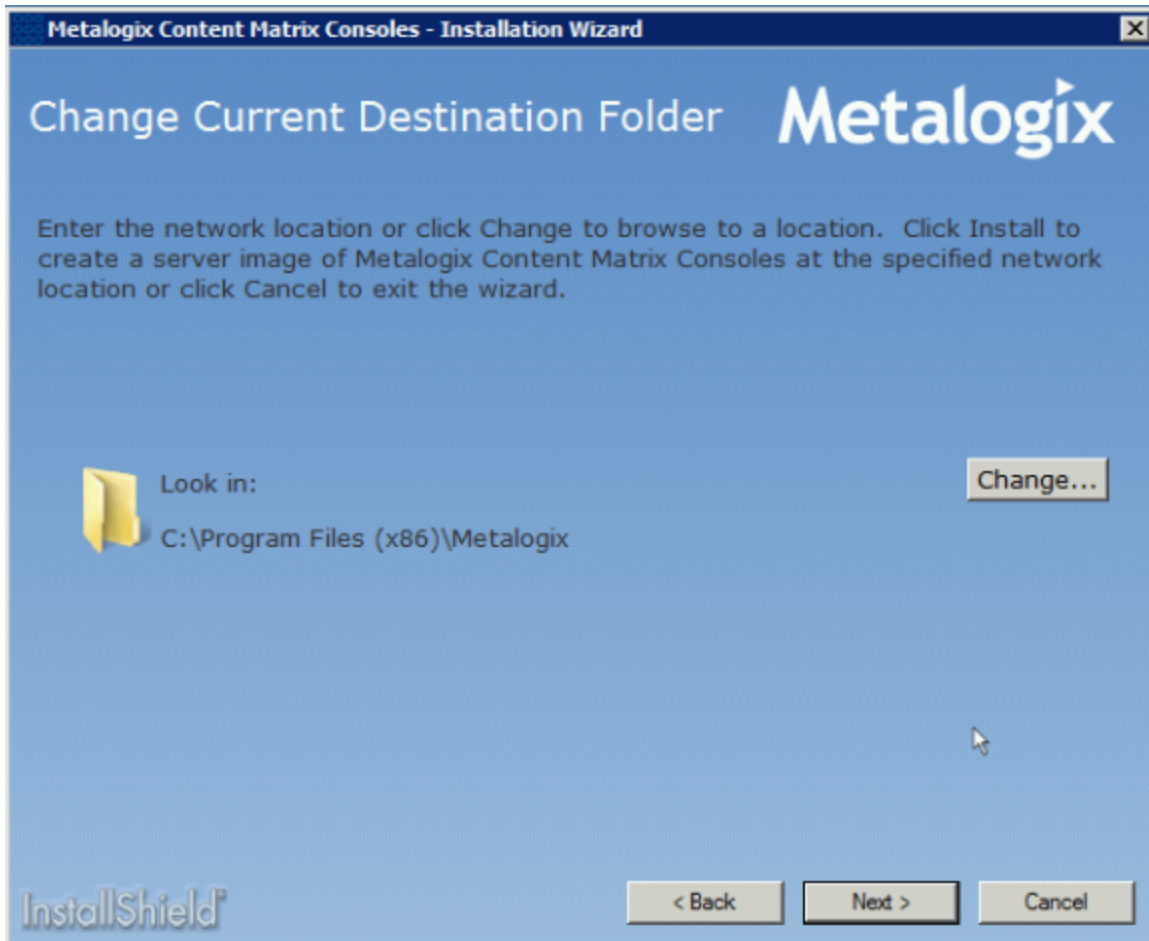 Metalogix Content Matrix Consoles - Installation Wizard
Change Current Destination Folder
Metalogix
Enter the network location or click Change to browse to a location. Click Install to
create a server image of Metalogix Content Matrix Consoles at the specified network
location or click Cancel to exit the wizard.
Look in:
Change...
C:\Program Files (x86)\Metalogix
InstallShield®
< Back
Next >
Cancel